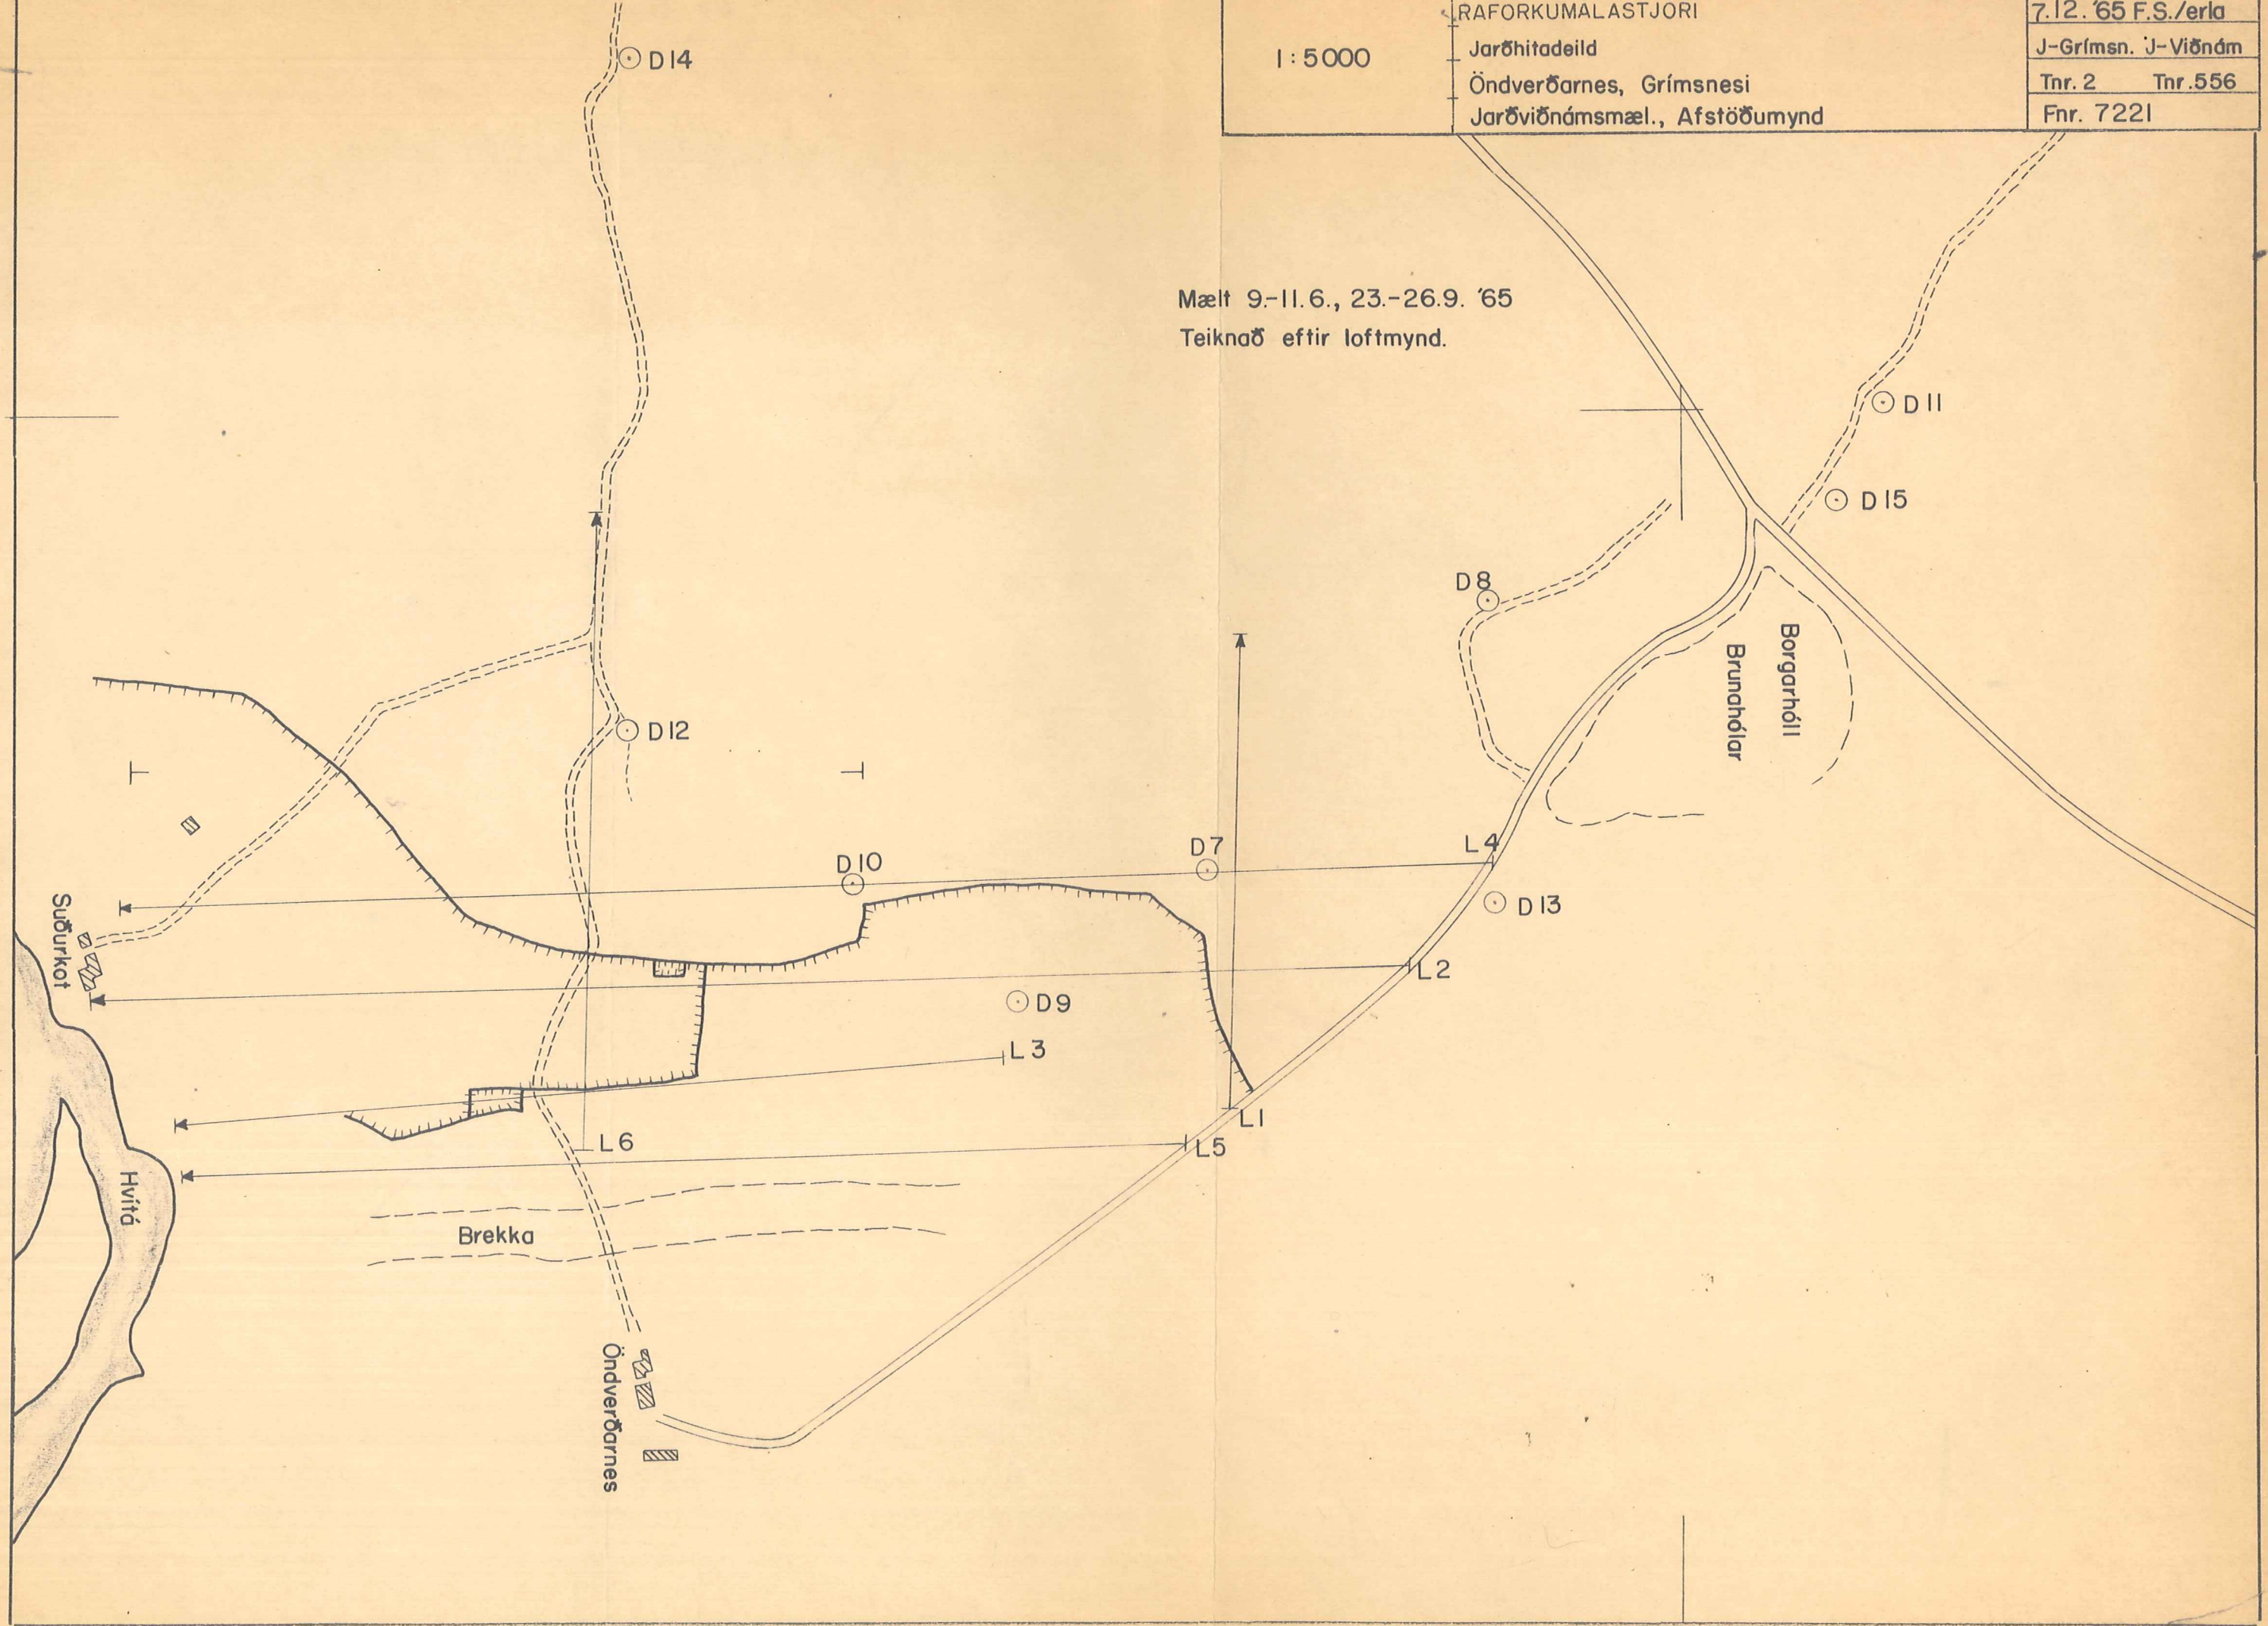 1:5000
RAFORKUMALASTJORI
Jarðhitadeild
Öndverðarnes, Grímsnesi
Jarðviðnámsmæl., Afstöðumynd
7.12. '65 F.S./erla
J-Grímsn. J-Viðnám
Tnr. 2 Tnr. 556
Fnr. 7221
D14
Mælt 9.-11.6., 23.-26.9. '65
Teiknað eftir loftmynd.
D11
D15
D8
Borgarhóll
Brunahólar
D12
D10
D7
L4
D13
Suðurkot
L2
D9
L3
L1
L6
L5
Hvítá
Brekka
Öndverðarnes